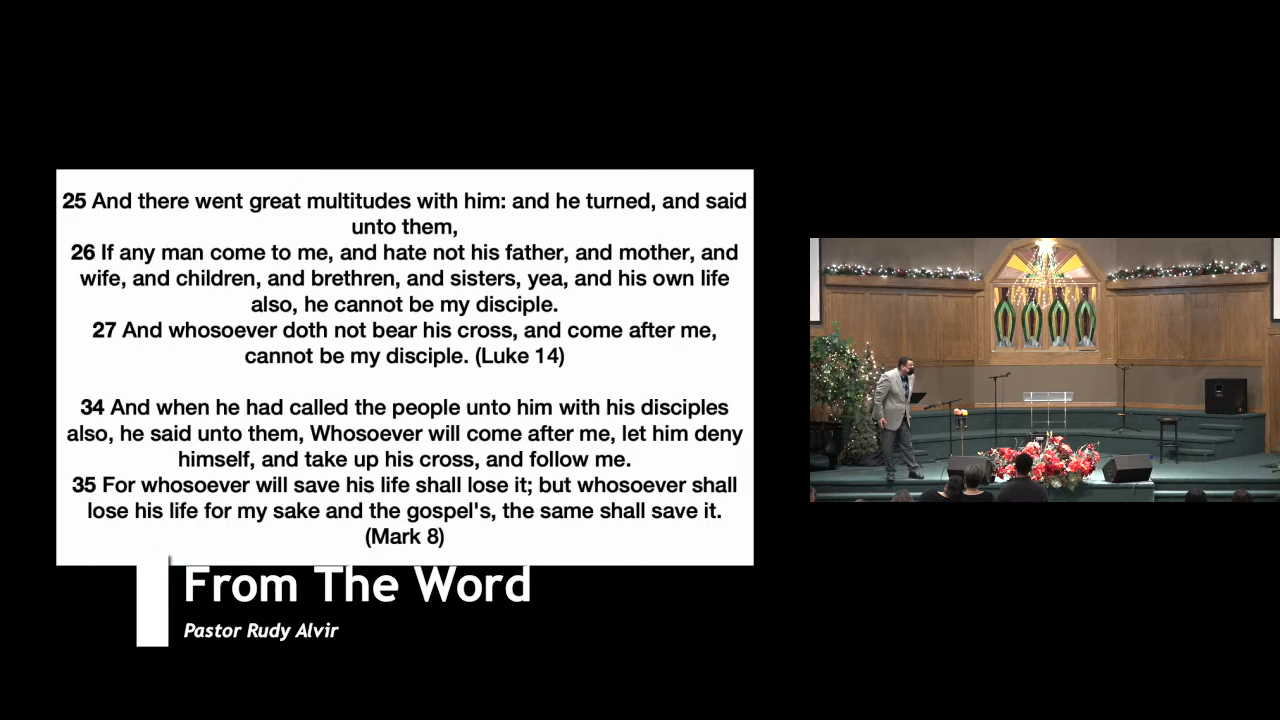 25 And there went great multitudes with him: and he turned, and said
unto them,
26 If any man come to me, and hate not his father, and mother, and
wife, and children, and brethren, and sisters, yea, and his own life
also, he cannot be my disciple.
27 And whosoever doth not bear his cross, and come after me,
cannot be my disciple. (Luke 14)
34 And when he had called the people unto him with his disciples
also, he said unto them, Whosoever will come after me, let him deny
himself, and take up his cross, and follow me.
35 For whosoever will save his life shall lose it; but whosoever shall
lose his life for my sake and the gospel's, the same shall save it.
(Mark 8)
From The Word
Pastor Rudy Alvir